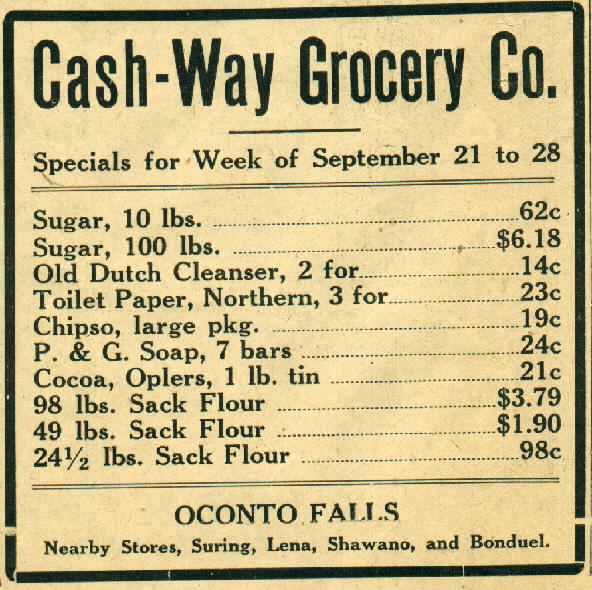 Cash-Way Grocery Co.
Specials for Week of September 21 to 28
Sugar, 10 lbs. 62c
Sugar, 100 lbs. $6.18
Old Dutch Cleanser, 2 for 14c
Toilet Paper, Northern, 3 for 23c
Chipso, large pkg. 19c
P. & G. Soap, 7 bars 24c
Cocoa, Oplers, 1 lb. tin 21c
98 lbs. Sack Flour $3.79
49 lbs. Sack Flour $1.90
24½ lbs. Sack Flour 98c
OCONTO FALLS
Nearby Stores, Suring, Lena, Shawano, and Bonduel.